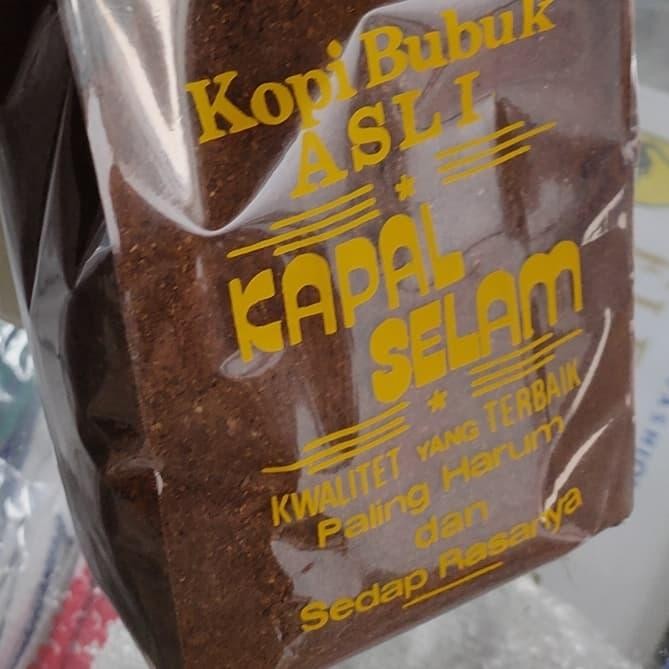 Kopi Bubuk
ASLI
KAPAL
SELAM
KWALITET YANG TERBAIK
Paling Harum
dan
Sedap Rasanya